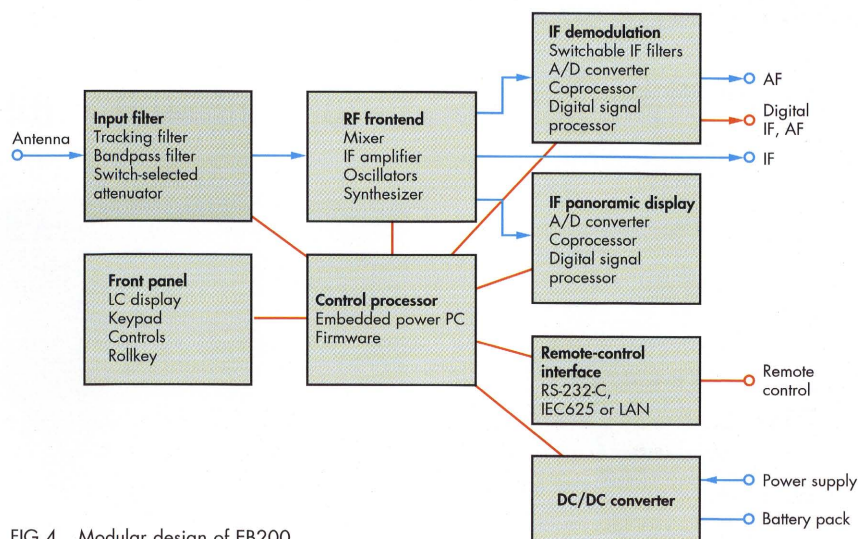 Antenna
Input filter
Tracking filter
Bandpass filter
Switch-selected
attenuator
RF frontend
Mixer
IF amplifier
Oscillators
Synthesizer
IF demodulation
Switchable IF filters
A/D converter
Coprocessor
Digital signal
processor
AF
Digital
IF, AF
IF
IF panoramic display
A/D converter
Coprocessor
Digital signal
processor
Front panel
LC display
Keypad
Controls
Rollkey
Control processor
Embedded power PC
Firmware
Remote-control
interface
RS-232-C,
IEC625 or LAN
Remote
control
DC/DC converter
Power supply
Battery pack
FIG 4 Modular design of EB200